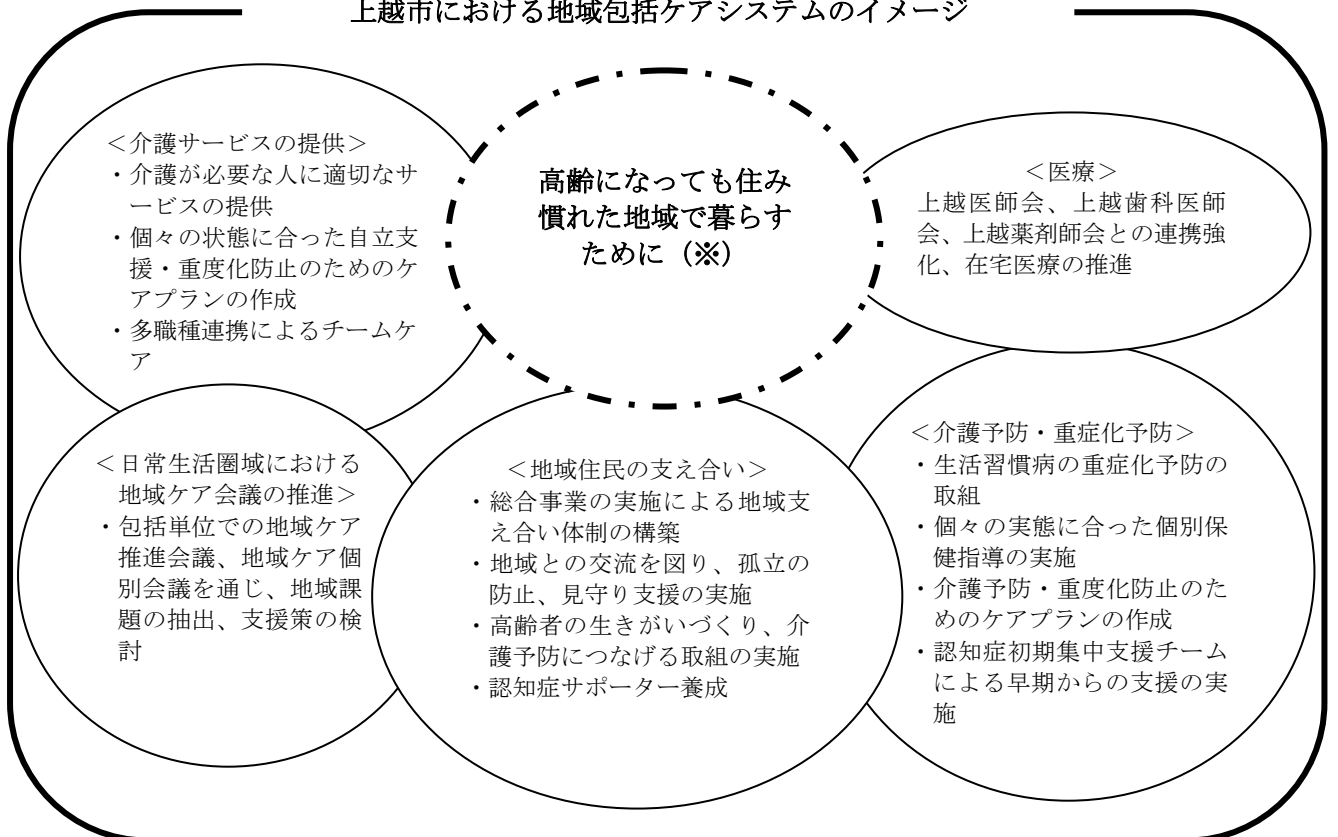 上越市における地域包括ケアシステムのイメージ
＜介護サービスの提供＞
・介護が必要な人に適切なサ
ービスの提供
・個々の状態に合った自立支
援・重度化防止のためのケ
アプランの作成
・多職種連携によるチームケ
ア
高齢になっても住み
慣れた地域で暮らす
ために（※）
＜医療＞
上越医師会、上越歯科医師
会、上越薬剤師会との連携強
化、在宅医療の推進
＜日常生活圏域における
地域ケア会議の推進＞
・包括単位での地域ケア
推進会議、地域ケア個
別会議を通じ、地域課
題の抽出、支援策の検
討
＜地域住民の支え合い＞
・総合事業の実施による地域支
え合い体制の構築
・地域との交流を図り、孤立の
防止、見守り支援の実施
・高齢者の生きがいづくり、介
護予防につなげる取組の実施
・認知症サポーター養成
＜介護予防・重症化予防＞
・生活習慣病の重症化予防の
取組
・個々の実態に合った個別保
健指導の実施
・介護予防・重度化防止のた
めのケアプランの作成
・認知症初期集中支援チーム
による早期からの支援の実
施